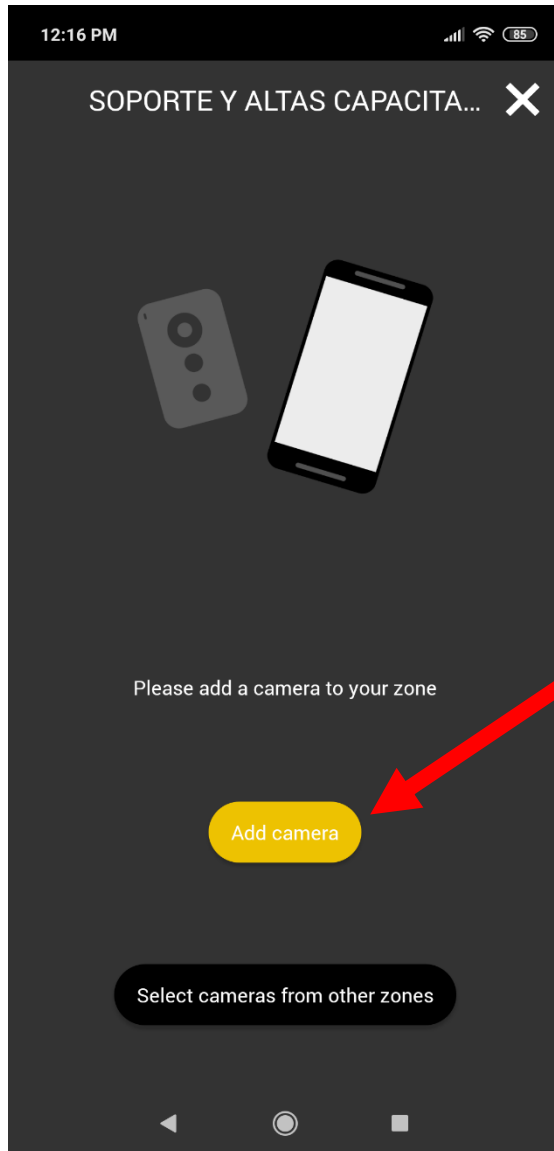 12:16 PM
85
SOPORTE Y ALTAS CAPACITA...
Please add a camera to your zone
Add camera
Select cameras from other zones